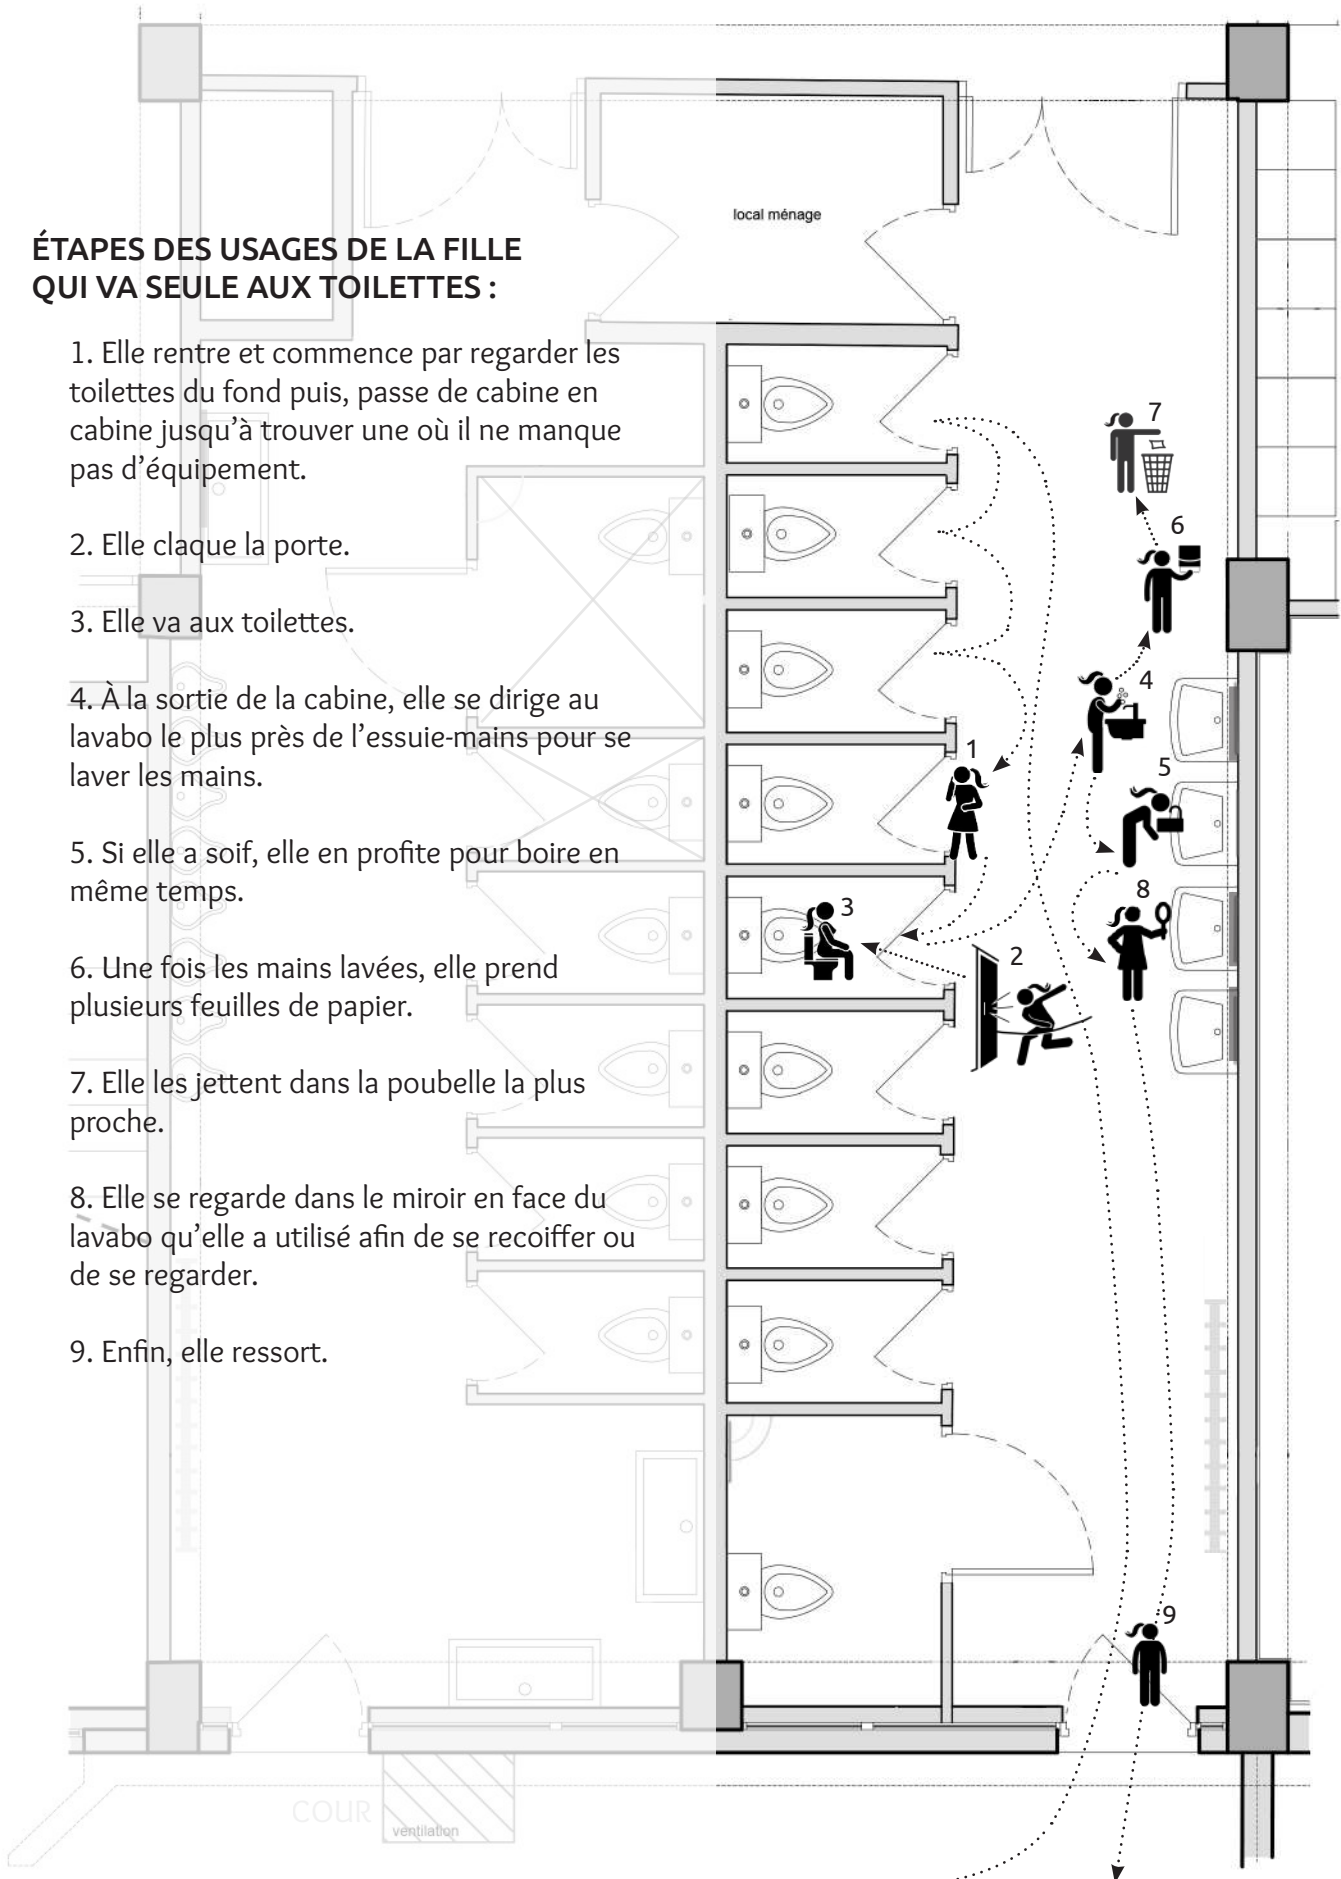 local ménage
ÉTAPES DES USAGES DE LA FILLE
QUI VA SEULE AUX TOILETTES :
1. Elle rentre et commence par regarder les
toilettes du fond puis, passe de cabine en
cabine jusqu’à trouver une où il ne manque
pas d’équipement.
2. Elle claque la porte.
3. Elle va aux toilettes.
4. À la sortie de la cabine, elle se dirige au
lavabo le plus près de l’essuie-mains pour se
laver les mains.
5. Si elle a soif, elle en profite pour boire en
même temps.
6. Une fois les mains lavées, elle prend
plusieurs feuilles de papier.
7. Elle les jettent dans la poubelle la plus
proche.
8. Elle se regarde dans le miroir en face du
lavabo qu’elle a utilisé afin de se recoiffer ou
de se regarder.
9. Enfin, elle ressort.
7
6
4
1
5
8
3
2
9
COUR
ventilation